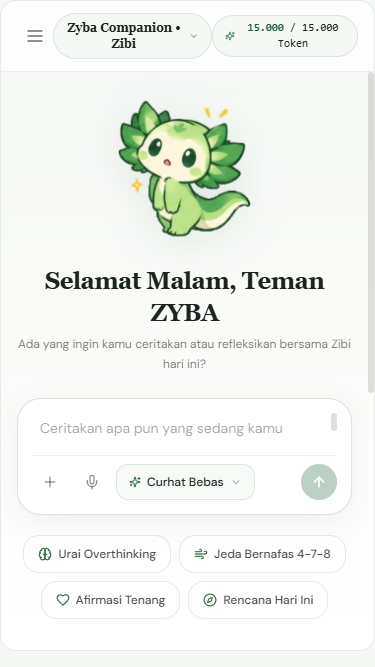 Zyba Companion •
Zibi
15.000 / 15.000
Token
Selamat Malam, Teman
ZYBA
Ada yang ingin kamu ceritakan atau refleksikan bersama Zibi
hari ini?
Ceritakan apa pun yang sedang kamu
Curhat Bebas
Urai Overthinking
Jeda Bernafas 4-7-8
Afirmasi Tenang
Rencana Hari Ini